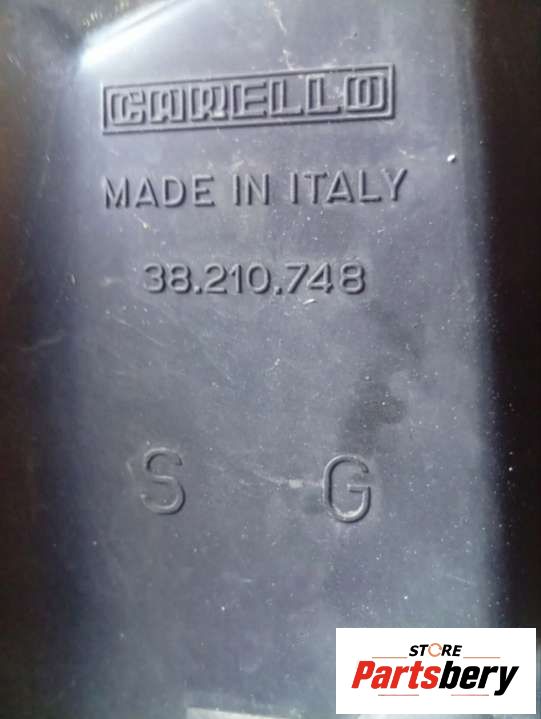 CARELLO
MADE IN ITALY
38.210.748
S G
STORE
Partsbery